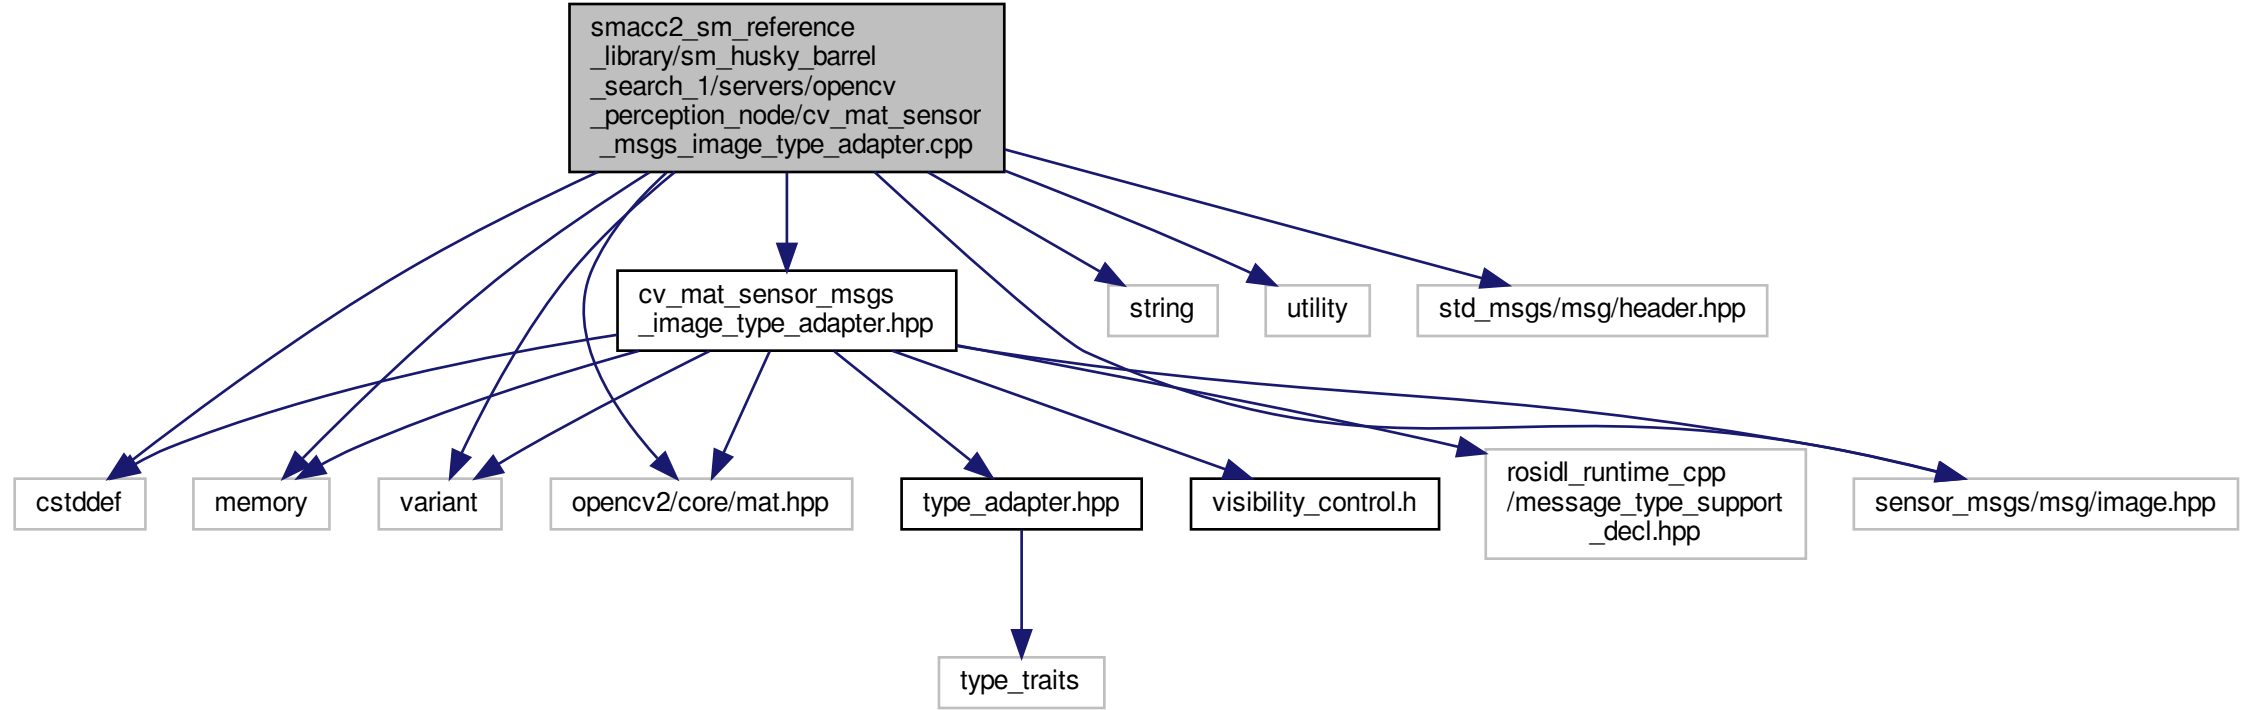 smacc2_sm_reference
_library/sm_husky_barrel
_search_1/servers/opencv
_perception_node/cv_mat_sensor
_msgs_image_type_adapter.cpp
cv_mat_sensor_msgs
_image_type_adapter.hpp
string
utility
std_msgs/msg/header.hpp
cstddef
memory
variant
opencv2/core/mat.hpp
type_adapter.hpp
visibility_control.h
rosidl_runtime_cpp
/message_type_support
_decl.hpp
sensor_msgs/msg/image.hpp
type_traits